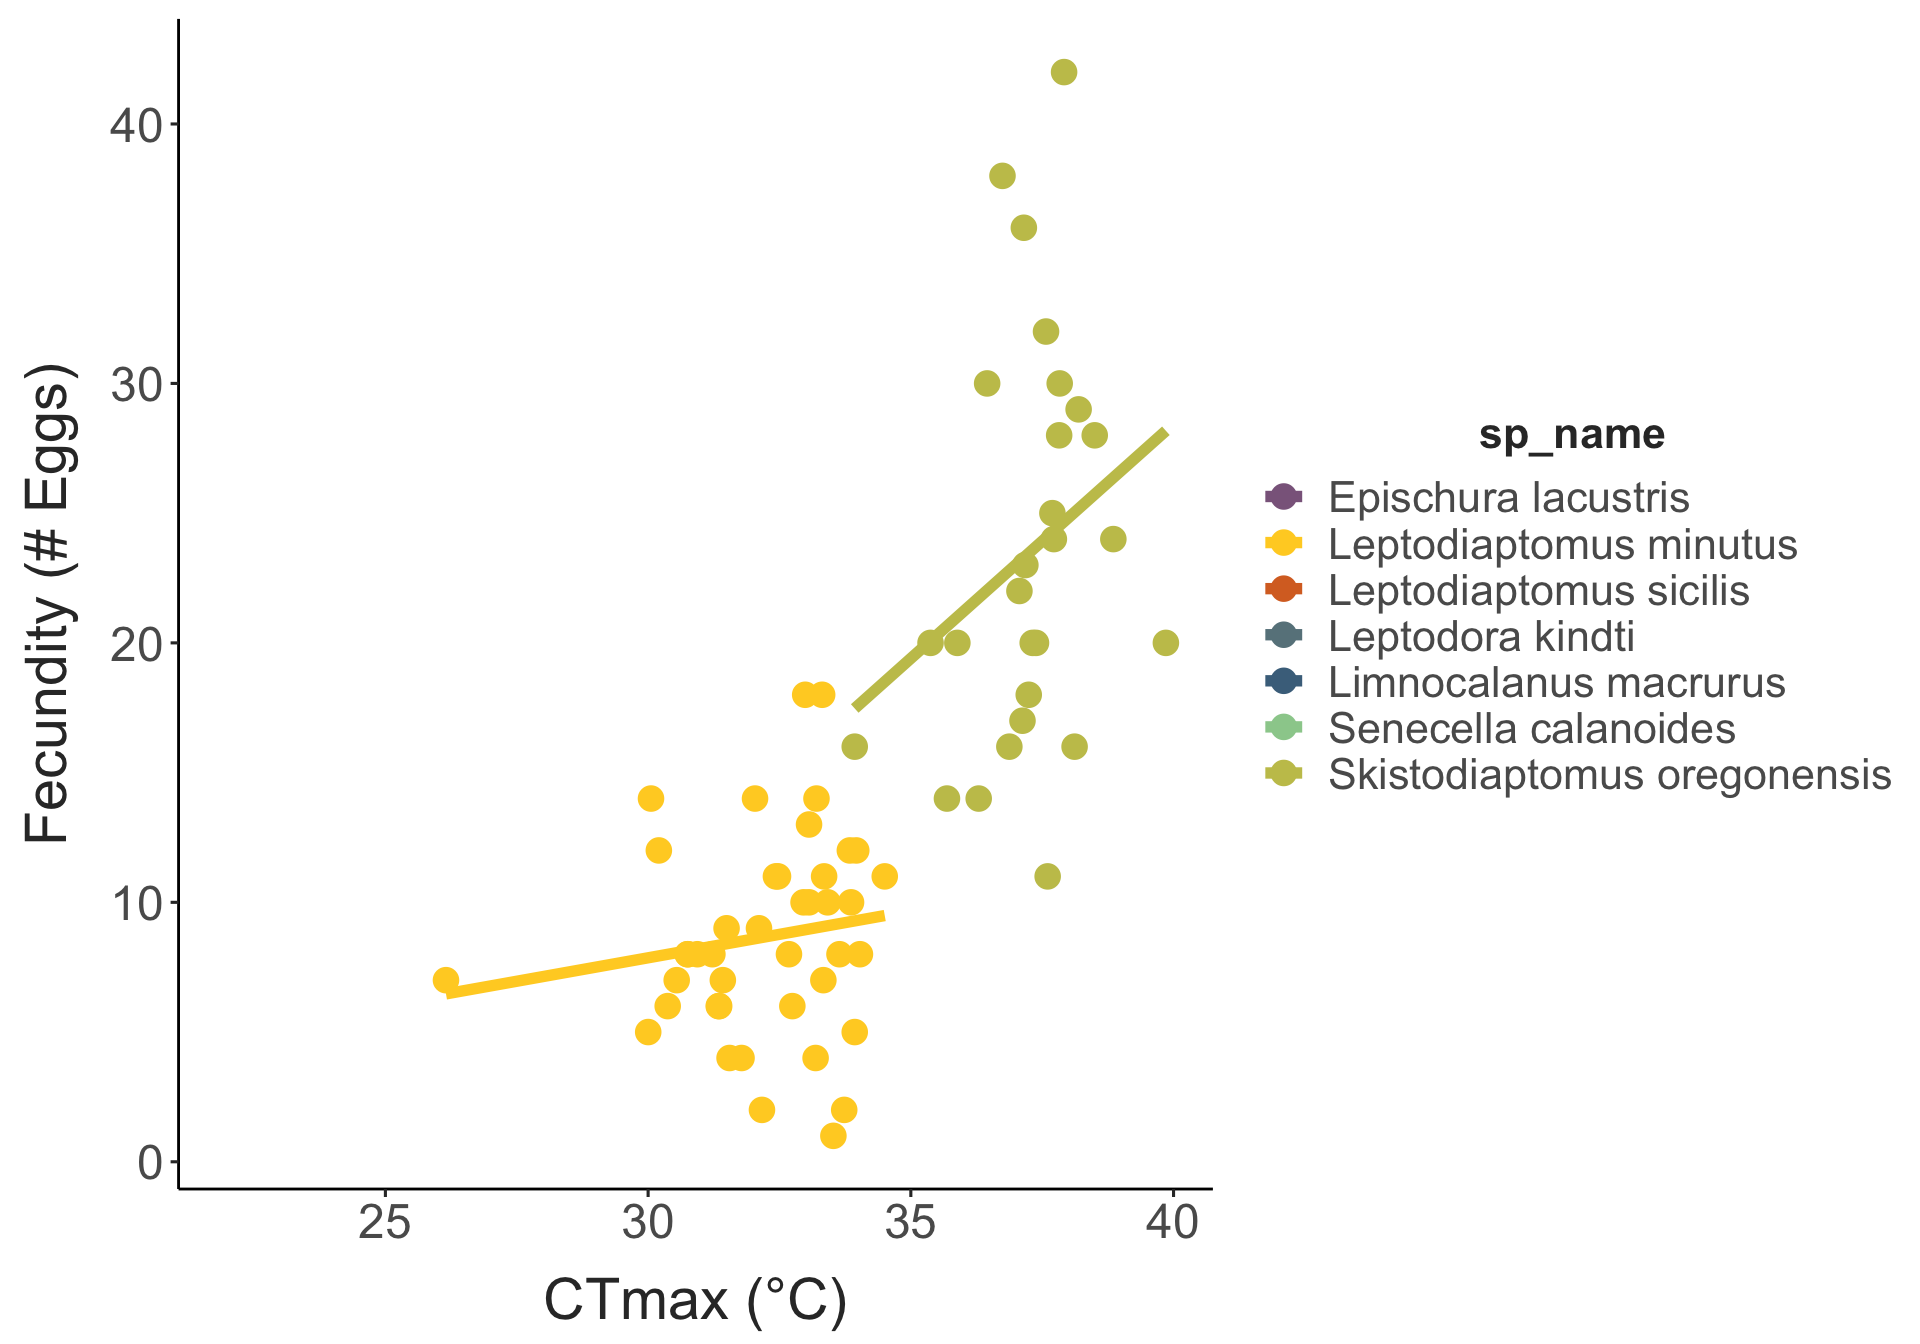 Fecundity (# Eggs)
40
30
20
10
0
25 30 35 40
CTmax (°C)
sp_name
Epischura lacustris
Leptodiaptomus minutus
Leptodiaptomus sicilis
Leptodora kindti
Limnocalanus macrurus
Senecella calanoides
Skistodiaptomus oregonensis